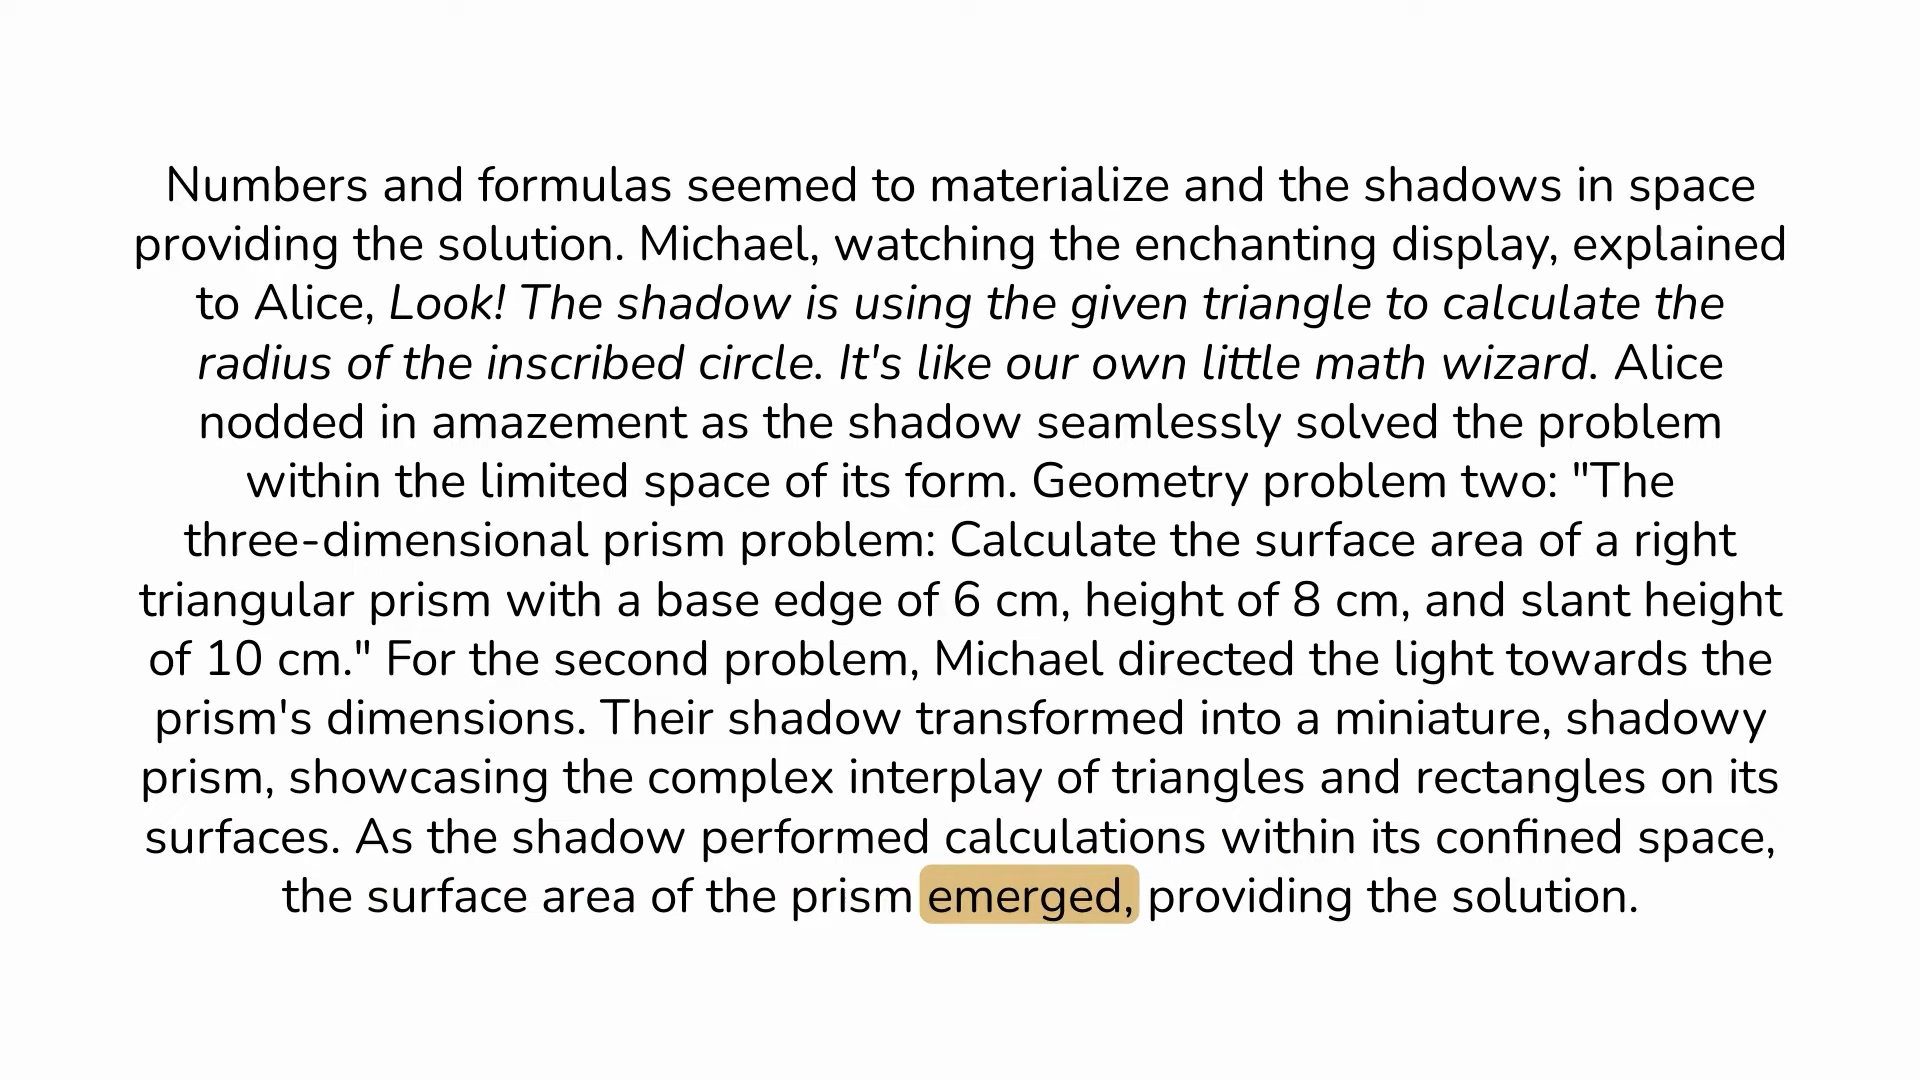 Numbers and formulas seemed to materialize and the shadows in space
providing the solution. Michael, watching the enchanting display, explained
to Alice, Look! The shadow is using the given triangle to calculate the
radius of the inscribed circle. It's like our own little math wizard. Alice
nodded in amazement as the shadow seamlessly solved the problem
within the limited space of its form. Geometry problem two: "The
three-dimensional prism problem: Calculate the surface area of a right
triangular prism with a base edge of 6 cm, height of 8 cm, and slant height
of 10 cm." For the second problem, Michael directed the light towards the
prism's dimensions. Their shadow transformed into a miniature, shadowy
prism, showcasing the complex interplay of triangles and rectangles on its
surfaces. As the shadow performed calculations within its confined space,
the surface area of the prism emerged, providing the solution.